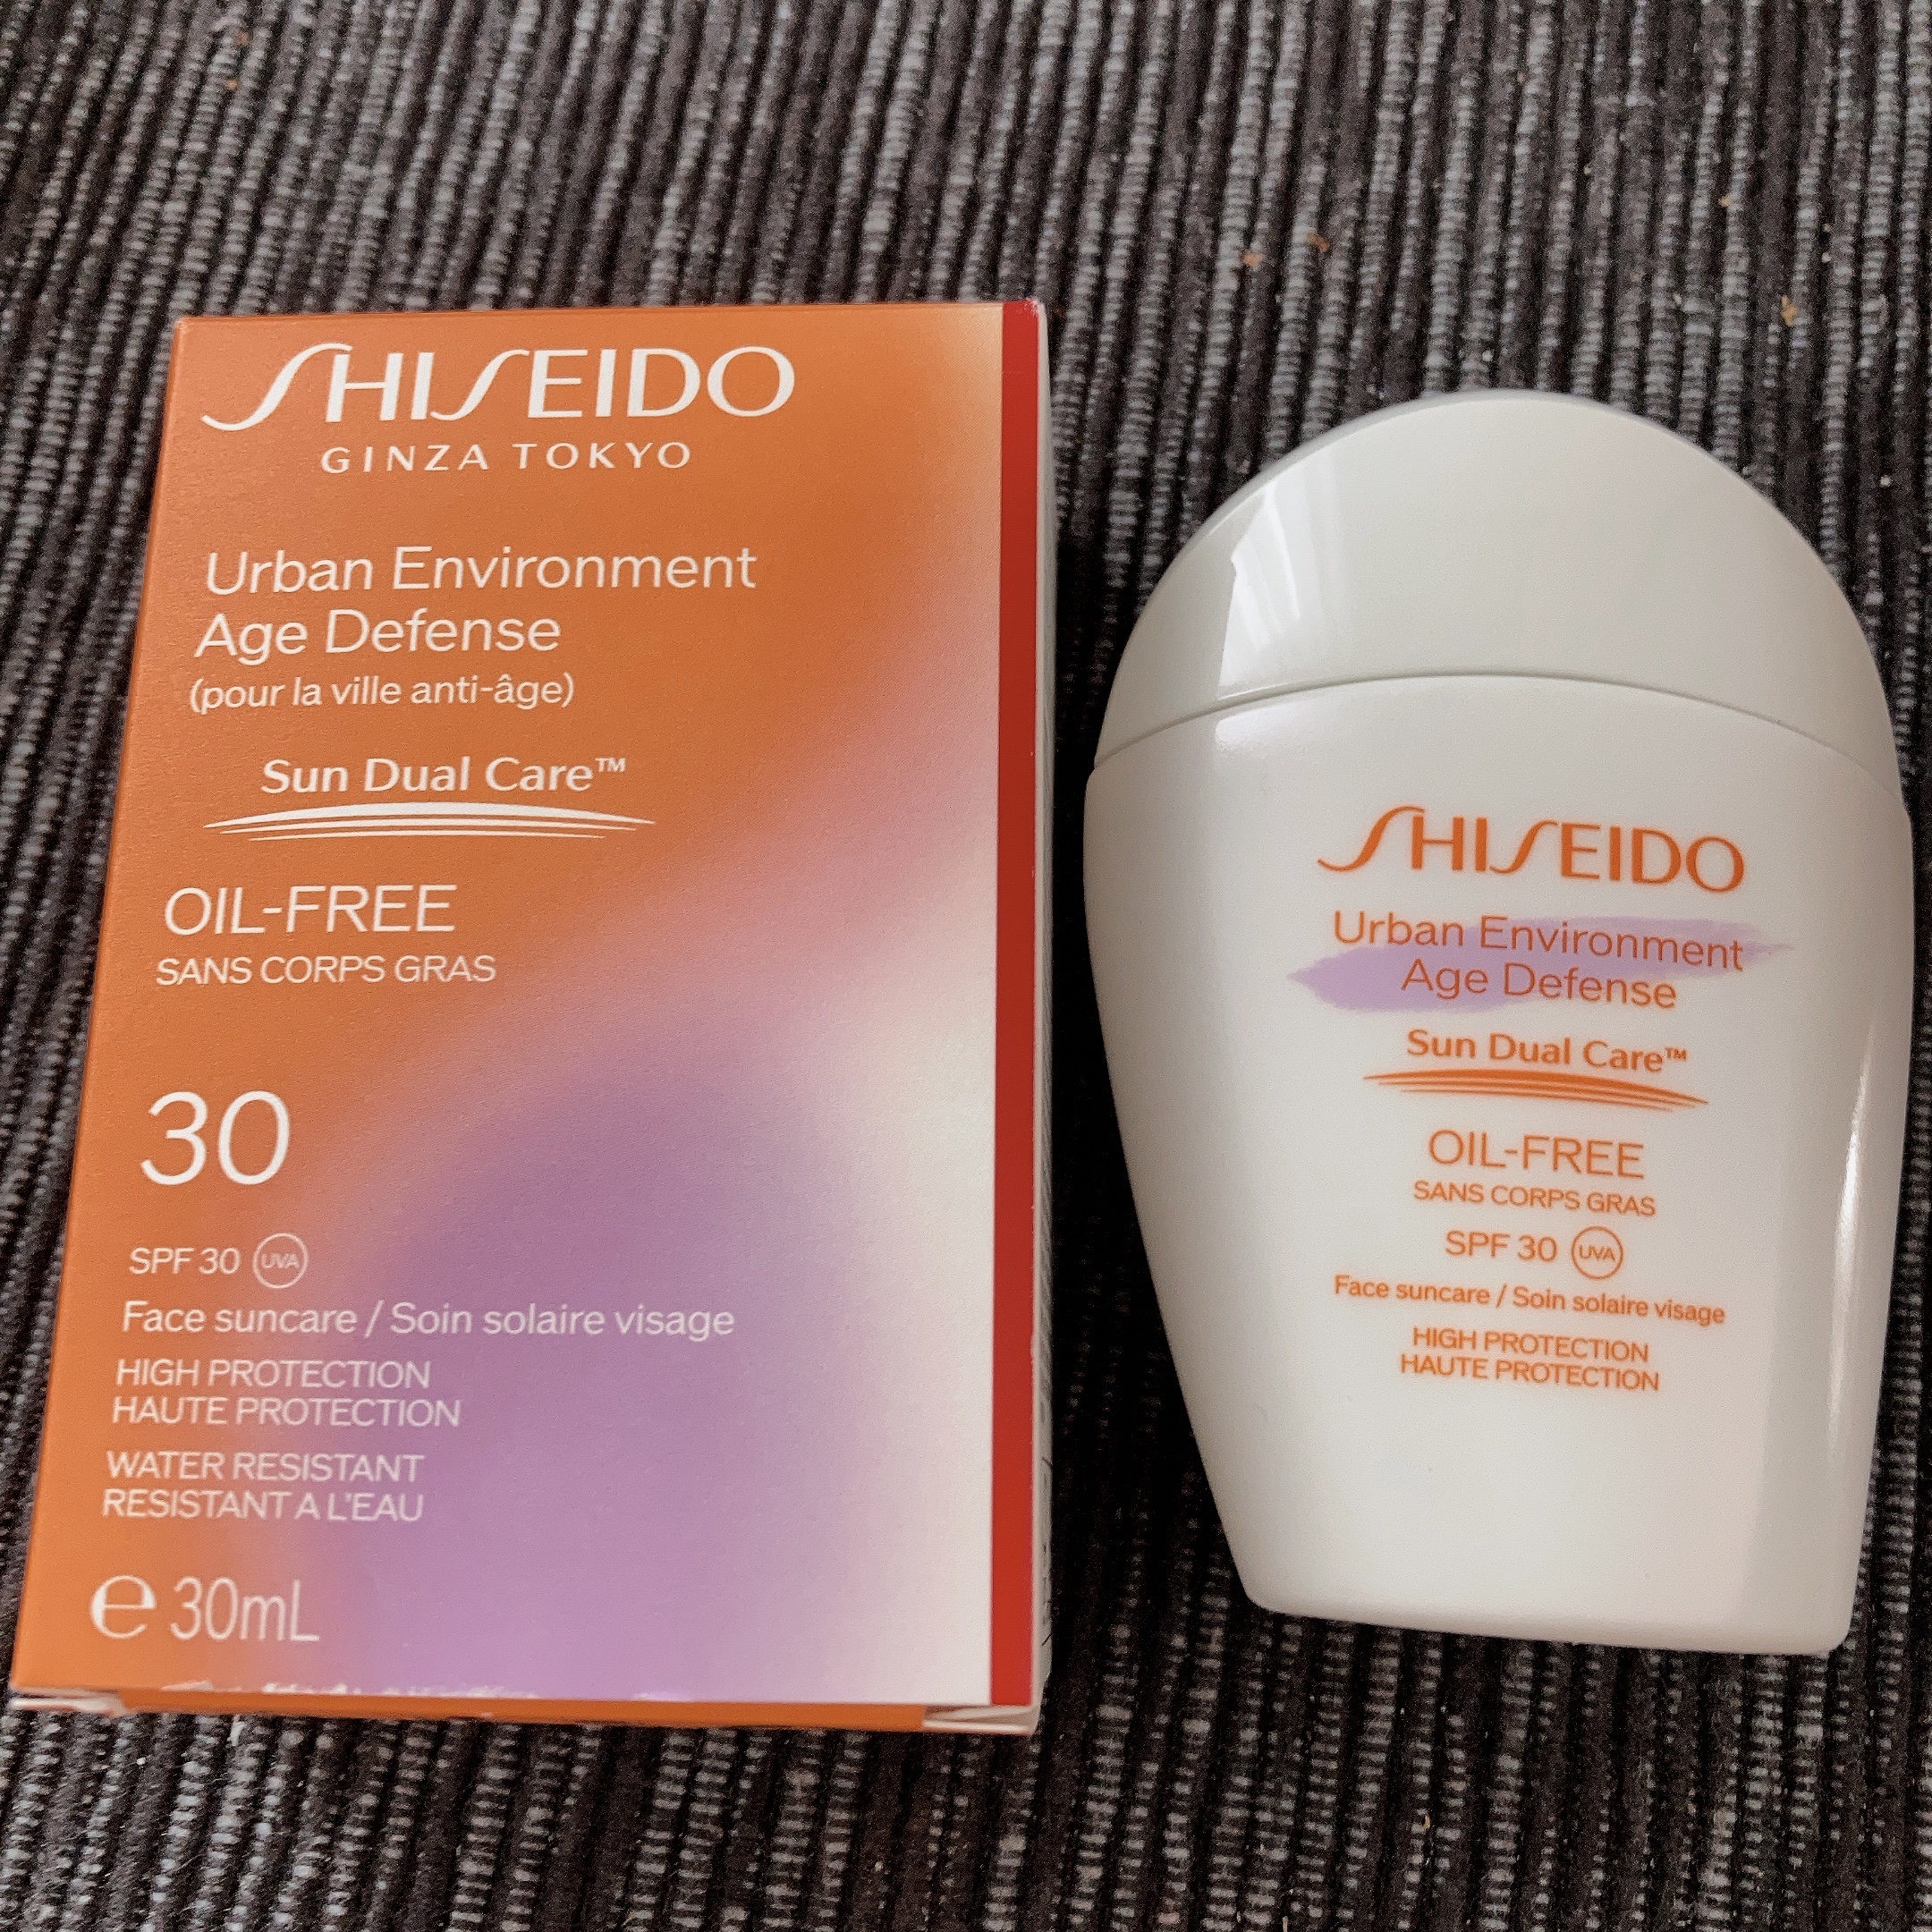 SHISEIDO
GINZA TOKYO
Urban Environment
Age Defense
(pour la ville anti-âge)
Sun Dual Care™
OIL-FREE
SANS CORPS GRAS
30
SPF 30 UVA
Face suncare / Soin solaire visage
HIGH PROTECTION
HAUTE PROTECTION
WATER RESISTANT
RESISTANT A L'EAU
℮ 30mL
SHISEIDO
Urban Environment
Age Defense
Sun Dual Care™
OIL-FREE
SANS CORPS GRAS
SPF 30 UVA
Face suncare / Soin solaire visage
HIGH PROTECTION
HAUTE PROTECTION